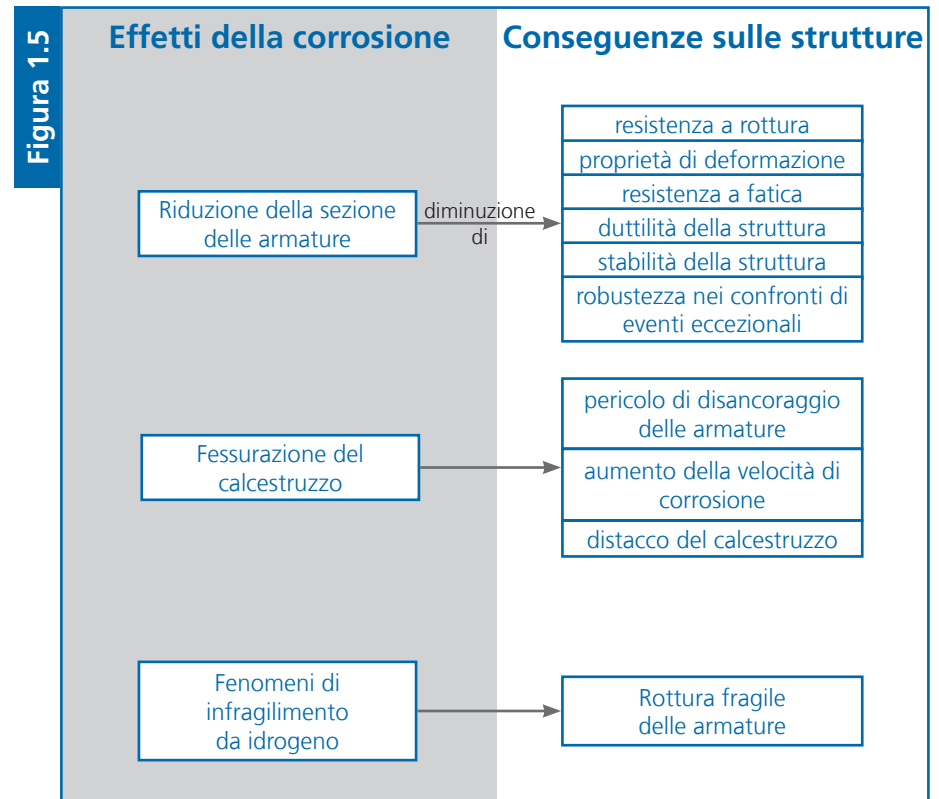 Figura 1.5
Effetti della corrosione
Conseguenze sulle strutture
Riduzione della sezione
delle armature
diminuzione
di
resistenza a rottura
proprietà di deformazione
resistenza a fatica
duttilità della struttura
stabilità della struttura
robustezza nei confronti di
eventi eccezionali
Fessurazione del
calcestruzzo
pericolo di disancoraggio
delle armature
aumento della velocità di
corrosione
distacco del calcestruzzo
Fenomeni di
infragilimento
da idrogeno
Rottura fragile
delle armature